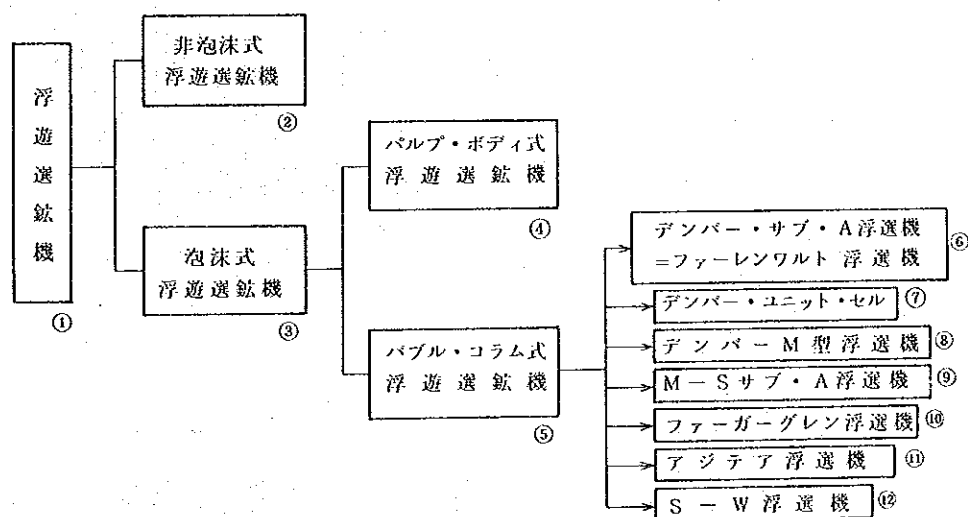 浮遊選鉱機
①
非泡沫式
浮遊選鉱機
②
泡沫式
浮遊選鉱機
③
パルプ・ボディ式
浮遊選鉱機
④
バブル・コラム式
浮遊選鉱機
⑤
デンバー・サブ・A浮選機
=ファーレンワルト浮選機
⑥
デンバー・ユニット・セル
⑦
デンバーM型浮選機
⑧
M-Sサブ・A浮選機
⑨
ファーガーグレン浮選機
⑩
アジテア浮選機
⑪
S-W浮選機
⑫